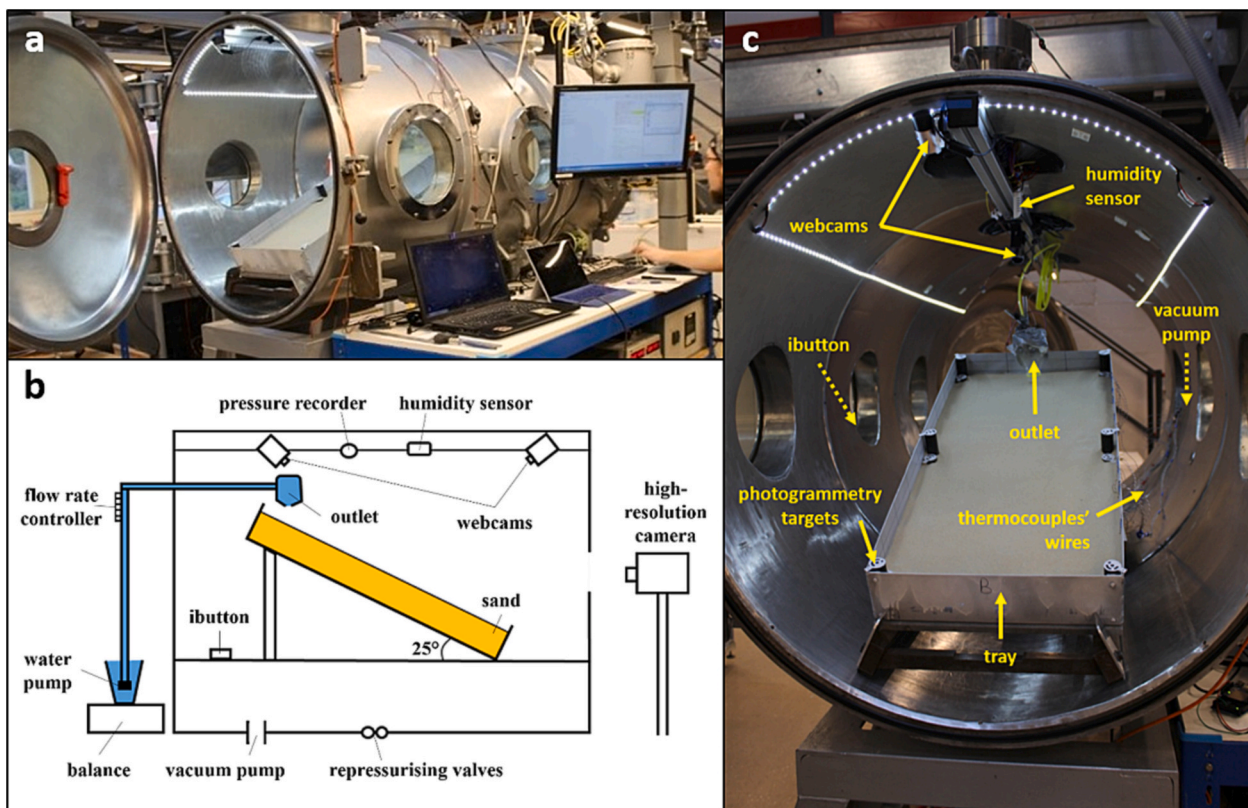 a
b
pressure recorder
humidity sensor
flow rate
controller
outlet
webcams
high-
resolution
camera
sand
ibutton
25°
water
pump
balance
vacuum pump
repressurising valves
c
humidity
sensor
webcams
vacuum
pump
ibutton
outlet
photogrammetry
targets
thermocouples'
wires
B
tray